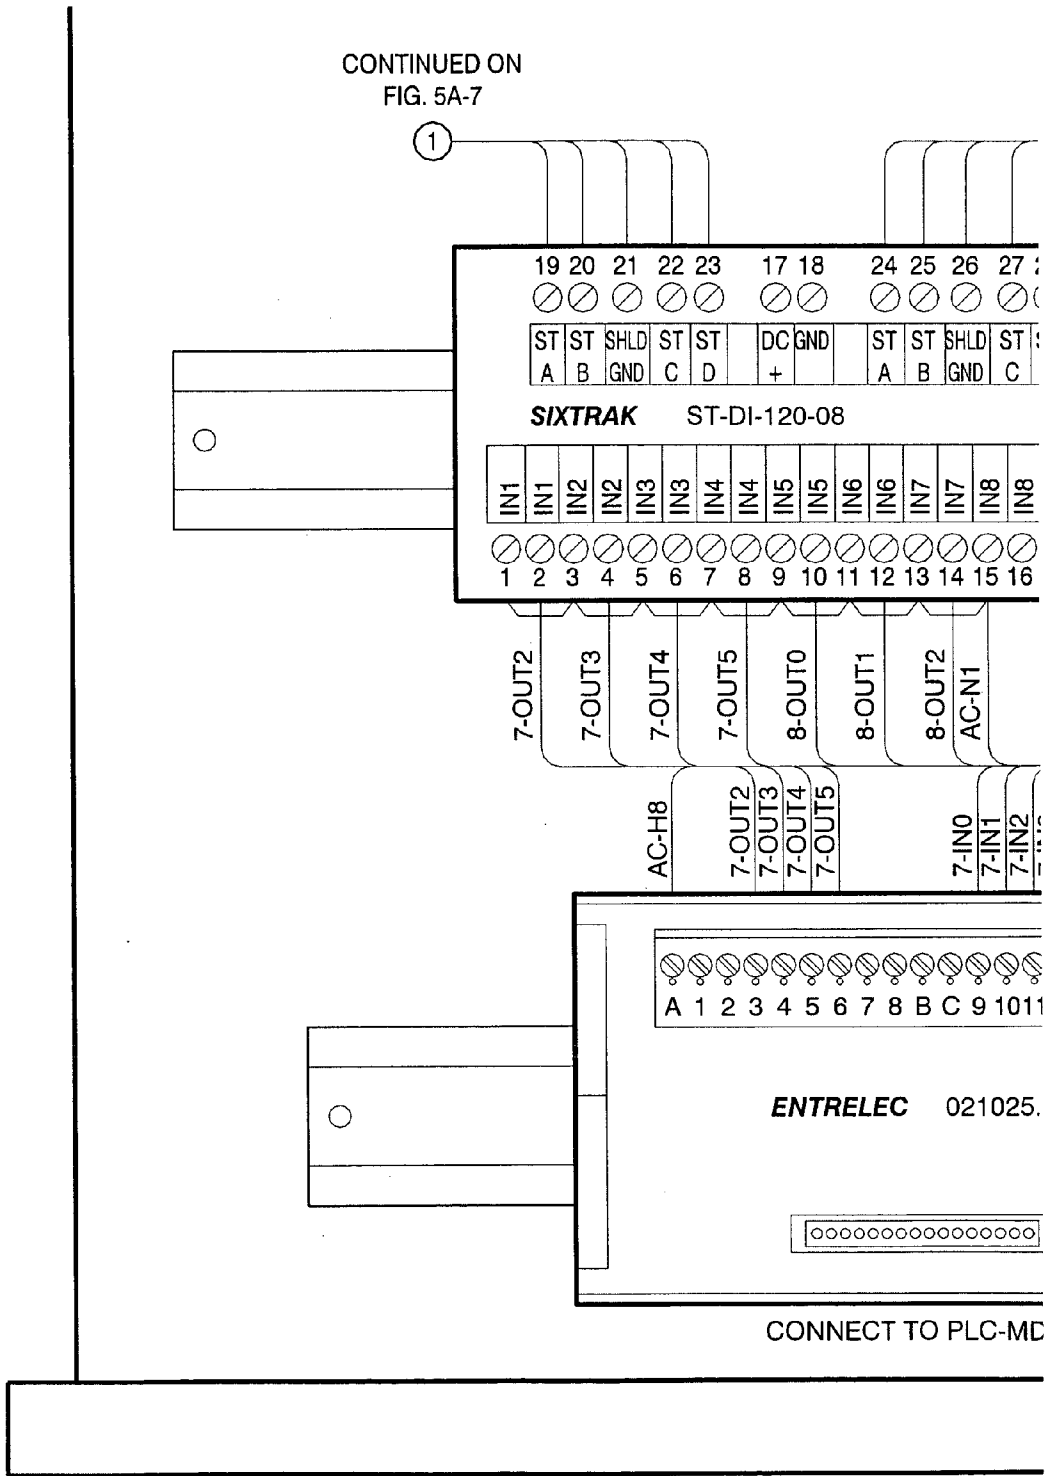 CONTINUED ON
FIG. 5A-7
1
19 20 21 22 23 17 18 24 25 26 27
ST A
ST B
SHLD GND
ST C
ST D
DC +
GND
ST A
ST B
SHLD GND
ST C
SIXTRAK ST-DI-120-08
IN1 IN1 IN2 IN2 IN3 IN3 IN4 IN4 IN5 IN5 IN6 IN6 IN7 IN7 IN8 IN8
1 2 3 4 5 6 7 8 9 10 11 12 13 14 15 16
7-OUT2
7-OUT3
7-OUT4
7-OUT5
8-OUT0
8-OUT1
8-OUT2
AC-N1
AC-H8
7-OUT2
7-OUT3
7-OUT4
7-OUT5
7-IN0
7-IN1
7-IN2
A 1 2 3 4 5 6 7 8 B C 9 10 11
ENTRELEC 021025.
CONNECT TO PLC-MD